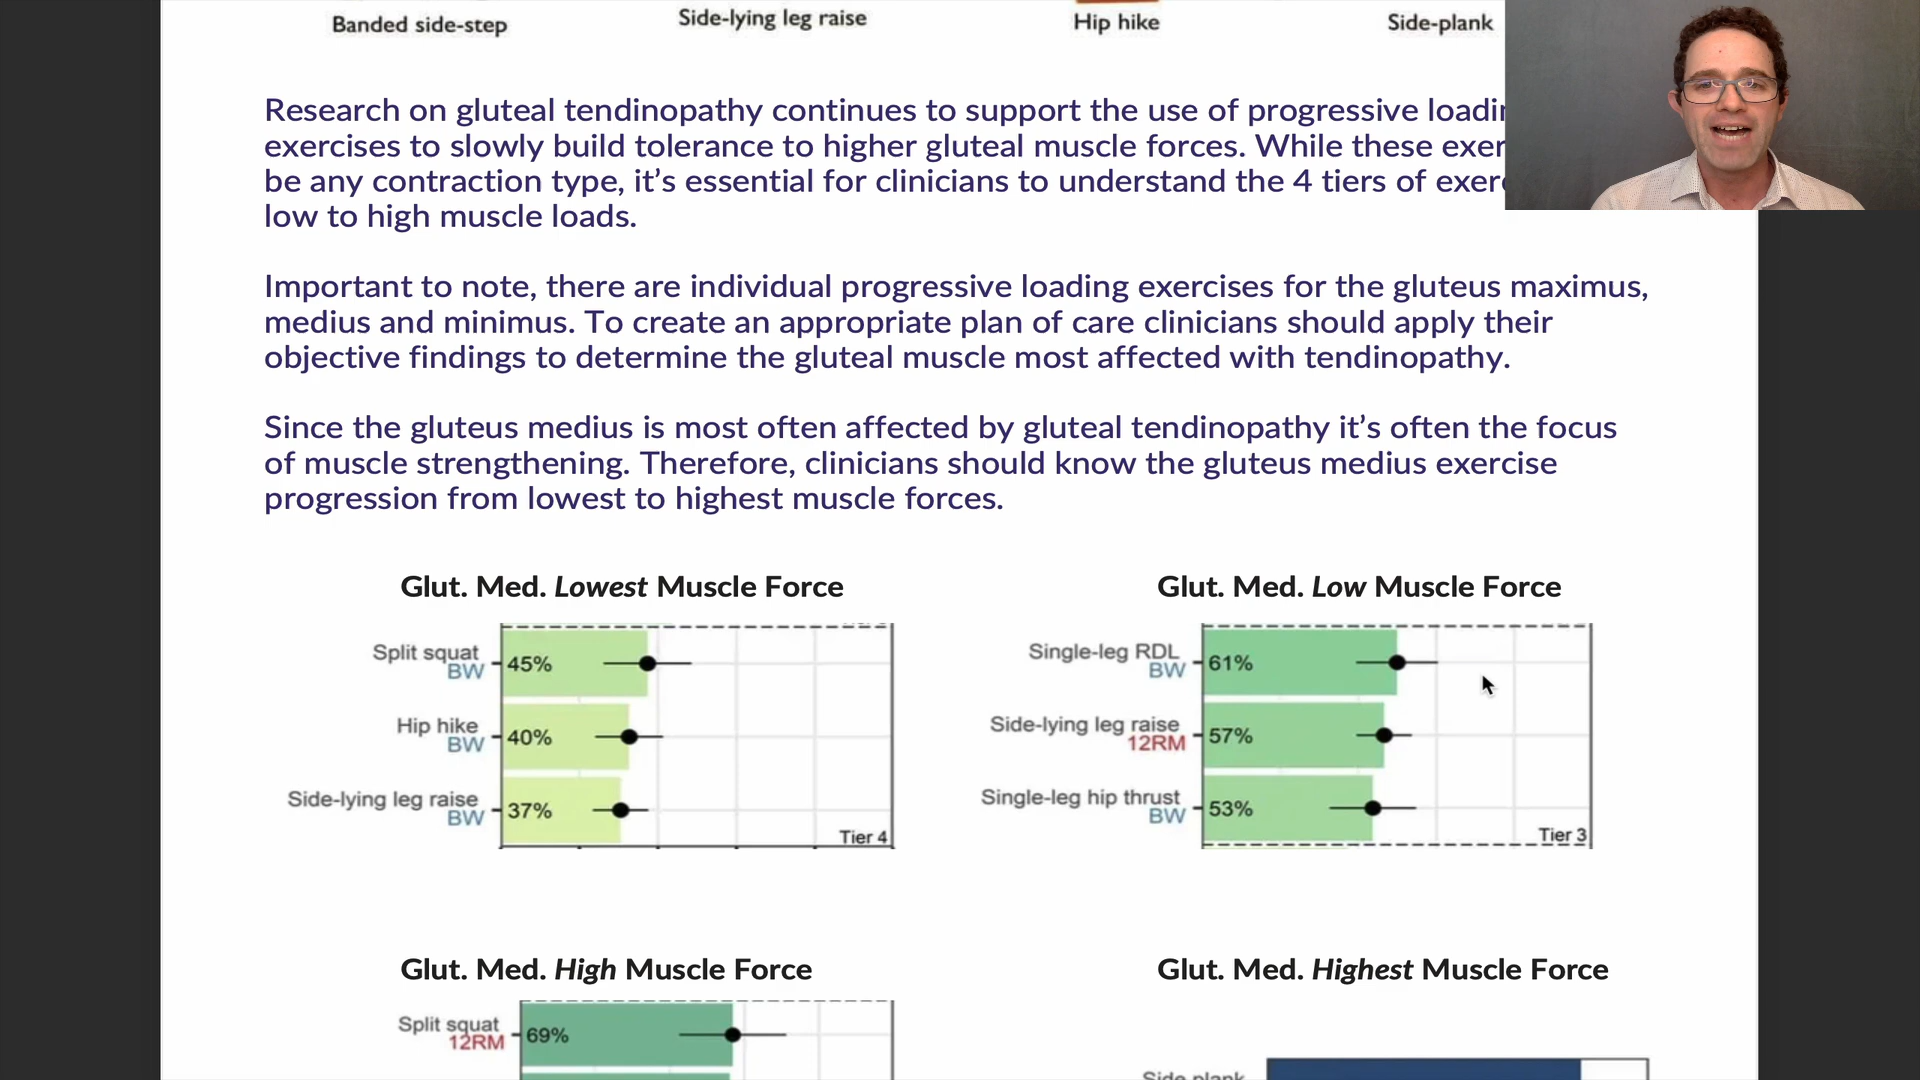 Banded side-step
Side-lying leg raise
Hip hike
Side-plank
Research on gluteal tendinopathy continues to support the use of progressive
exercises to slowly build tolerance to higher gluteal muscle forces. While these
be any contraction type, it’s essential for clinicians to understand the 4 tiers of
low to high muscle loads.
Important to note, there are individual progressive loading exercises for the gluteus maximus,
medius and minimus. To create an appropriate plan of care clinicians should apply their
objective findings to determine the gluteal muscle most affected with tendinopathy.
Since the gluteus medius is most often affected by gluteal tendinopathy it’s often the focus
of muscle strengthening. Therefore, clinicians should know the gluteus medius exercise
progression from lowest to highest muscle forces.
Glut. Med. Lowest Muscle Force
Split squat
BW
45%
Hip hike
BW
40%
Side-lying leg raise
BW
37%
Tier 4
Glut. Med. Low Muscle Force
Single-leg RDL
BW
61%
Side-lying leg raise
12RM
57%
Single-leg hip thrust
BW
53%
Tier 3
Glut. Med. High Muscle Force
Split squat
12RM
69%
Glut. Med. Highest Muscle Force
Side plank